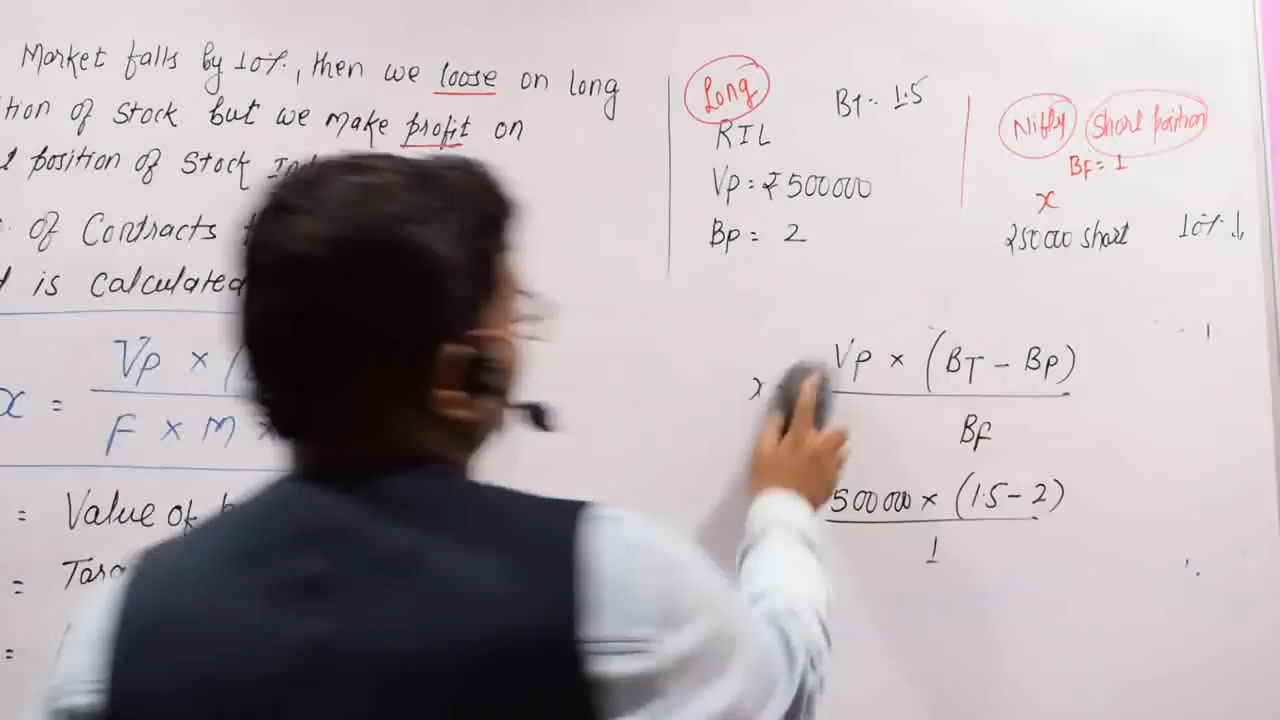 Market falls by 10%, then we loose on long
tion of Stock but we make profit on
position of Stock
of Contracts
is calculated
x = Vp × (
F × M ×
= Value of
=
=
Long
RIL
Vp = ₹ 500000
Bp = 2
BT = 1.5
Nifty Short position
Bf = 1
x
250000 short 10% ↓
x Vp × (BT - Bp)
Bf
500000 × (1.5 - 2)
1